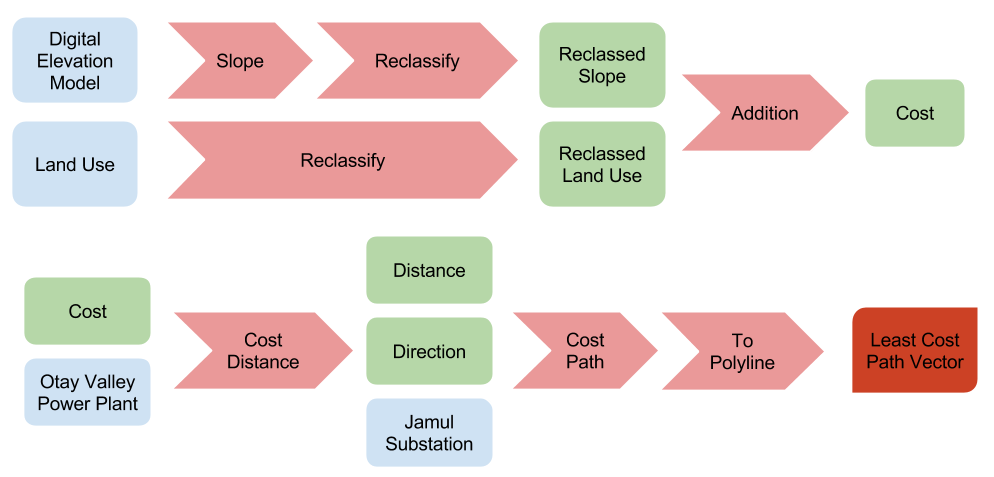 Digital
Elevation
Model
Slope
Reclassify
Reclassed
Slope
Addition
Cost
Land Use
Reclassify
Reclassed
Land Use
Cost
Otay Valley
Power Plant
Cost
Distance
Distance
Direction
Jamul
Substation
Cost
Path
To
Polyline
Least Cost
Path Vector